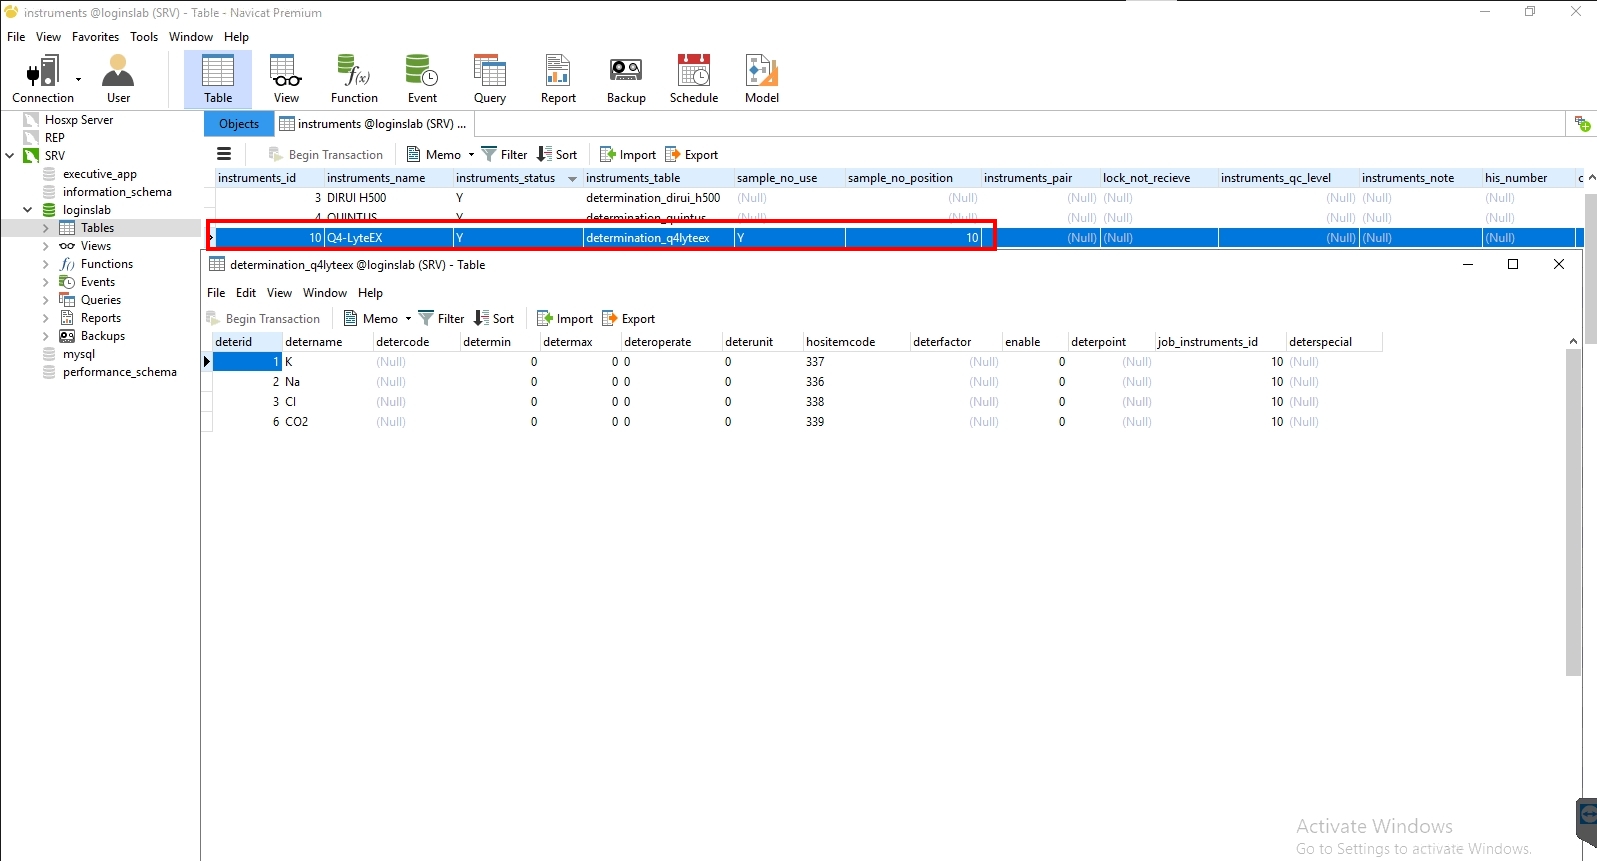 instruments @loginslab (SRV) - Table - Navicat Premium
File View Favorites Tools Window Help
Connection User Table View Function Event Query Report Backup Schedule Model
Hosxp Server
REP
SRV
executive_app
information_schema
loginslab
Tables
Views
Functions
Events
Queries
Reports
Backups
mysql
performance_schema
Objects instruments @loginslab (SRV) ...
Begin Transaction Memo Filter Sort Import Export
instruments_id instruments_name instruments_status instruments_table sample_no_use sample_no_position instruments_pair lock_not_recieve instruments_qc_level instruments_note his_number c
3 DIRUI H500 Y determination_dirui_h500 (Null) (Null) (Null) (Null) (Null) (Null) (Null)
4 QUINTUS Y determination_quintus (Null) (Null)
10 Q4-LyteEX Y determination_q4lyteex Y 10 (Null) (Null) (Null) (Null) (Null)
determination_q4lyteex @loginslab (SRV) - Table
File Edit View Window Help
Begin Transaction Memo Filter Sort Import Export
deterid detername detercode determin determax deteroperate deterunit hositemcode deterfactor enable deterpoint job_instruments_id deterspecial
1 K (Null) 0 0 0 0 337 (Null) 0 (Null) 10 (Null)
2 Na (Null) 0 0 0 0 336 (Null) 0 (Null) 10 (Null)
3 Cl (Null) 0 0 0 0 338 (Null) 0 (Null) 10 (Null)
6 CO2 (Null) 0 0 0 0 339 (Null) 0 (Null) 10 (Null)
Activate Windows
Go to Settings to activate Windows.